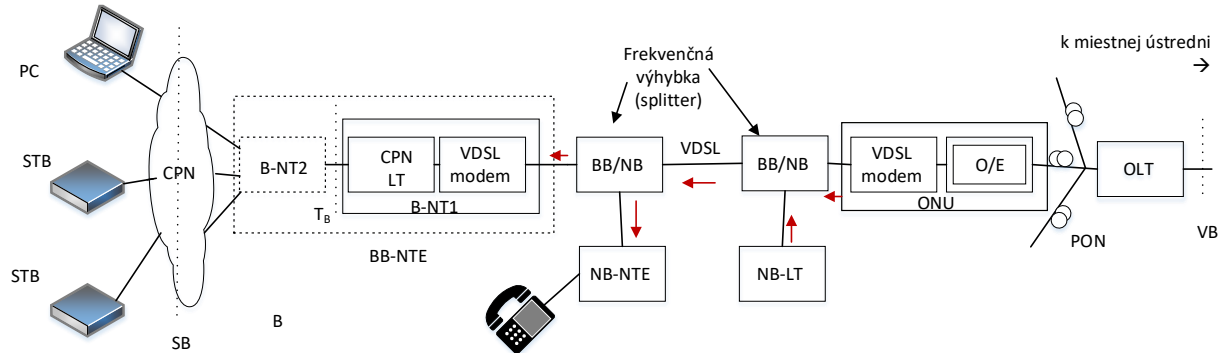 k miestnej ústredni
→
Frekvenčná
výhybka
(splitter)
PC
STB
STB
CPN
SB
B
B-NT2
T_B
CPN
LT
VDSL
modem
B-NT1
BB-NTE
BB/NB
VDSL
BB/NB
NB-NTE
NB-LT
VDSL
modem
O/E
ONU
PON
OLT
VB